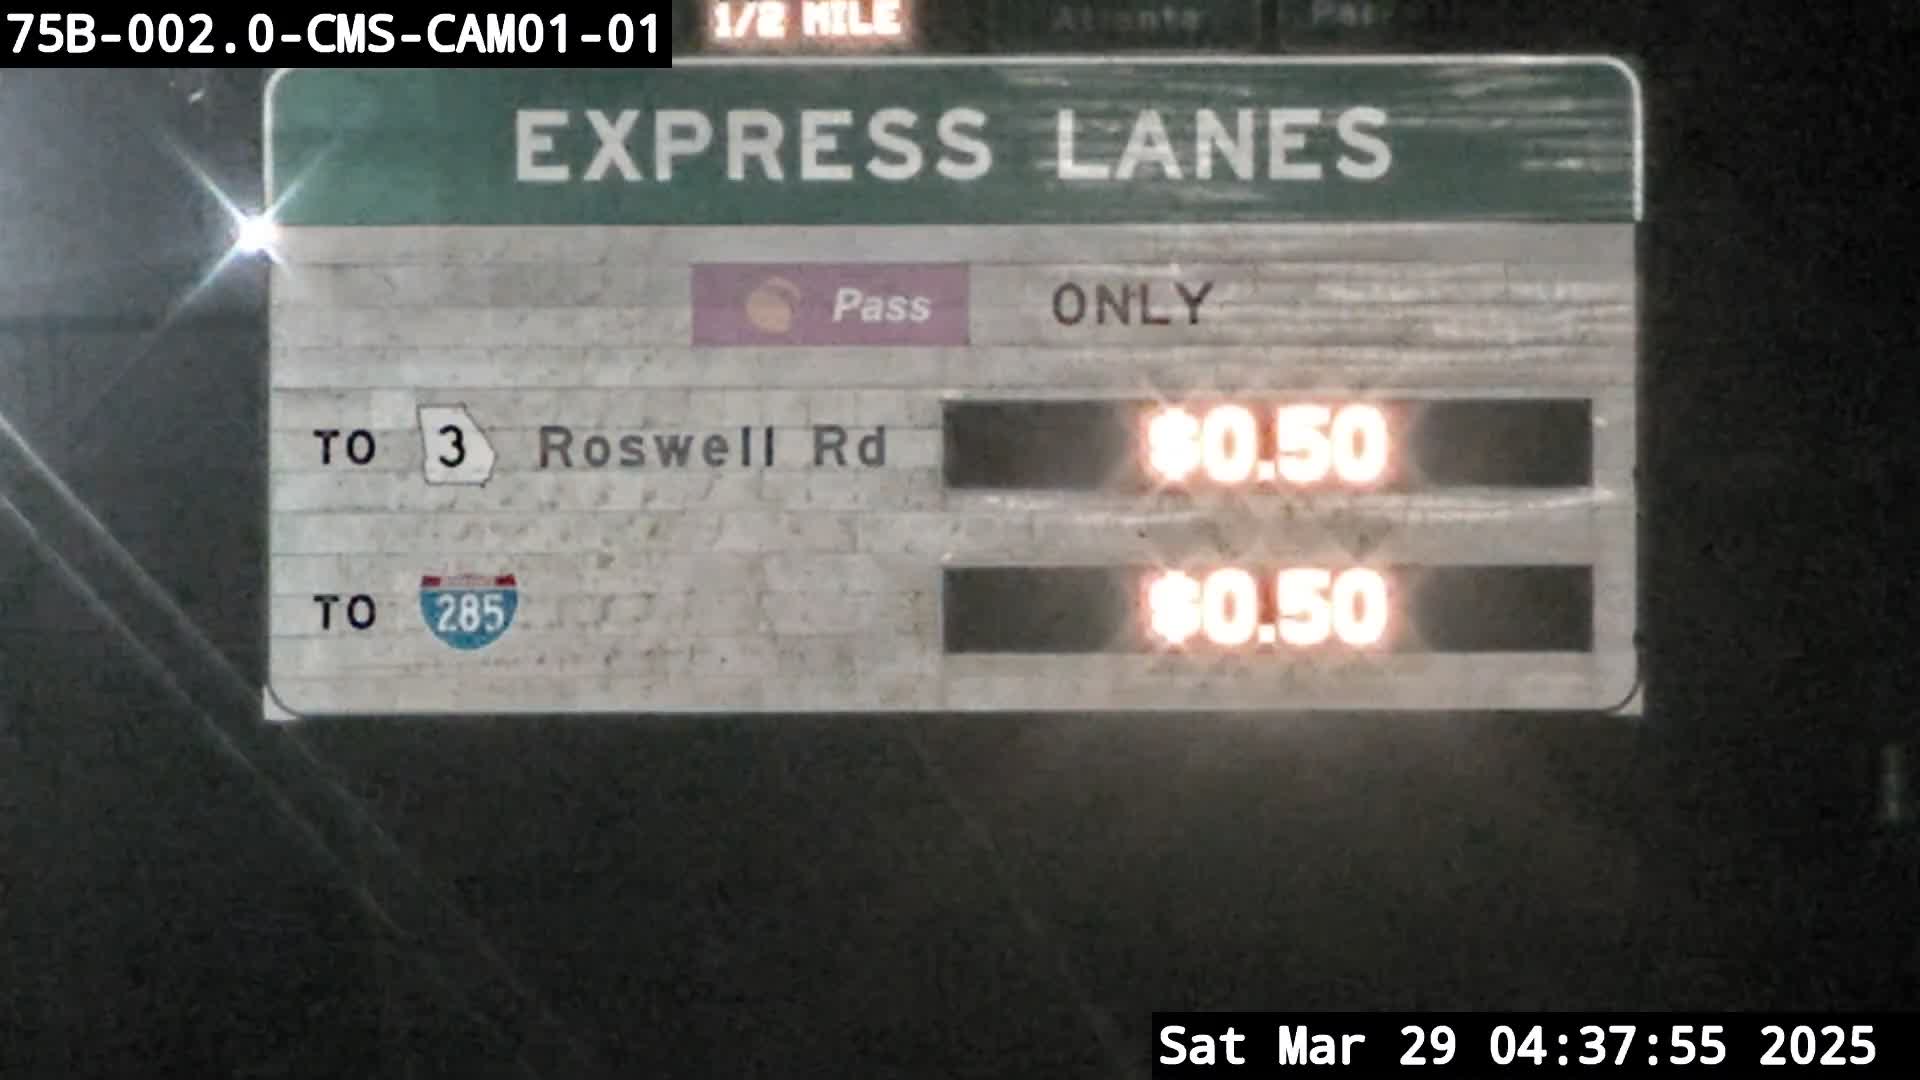 75B-002.0-CMS-CAM01-01
1/2 MILE
Atlanta
EXPRESS LANES
Pass ONLY
TO 3 Roswell Rd $0.50
TO 285 $0.50
Sat Mar 29 04:37:55 2025